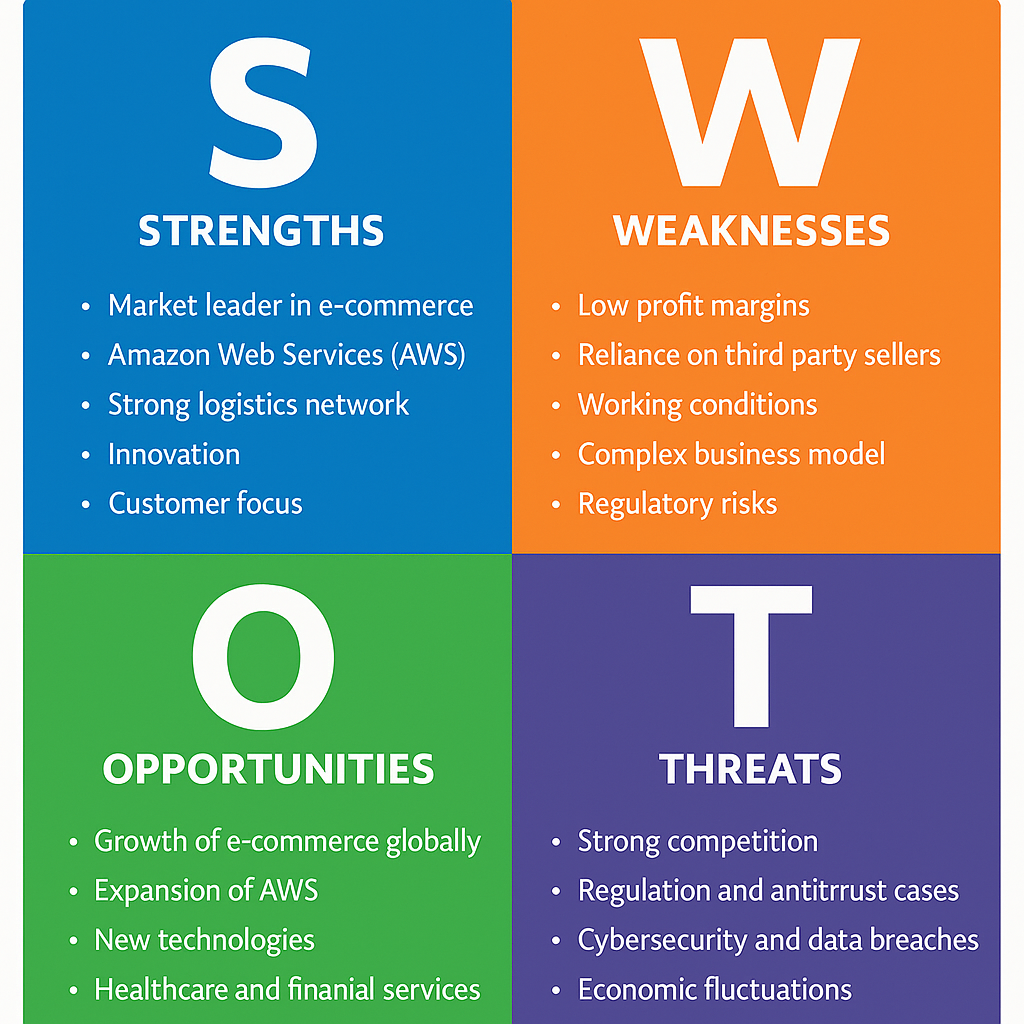 S
STRENGTHS
• Market leader in e-commerce
• Amazon Web Services (AWS)
• Strong logistics network
• Innovation
• Customer focus
W
WEAKNESSES
• Low profit margins
• Reliance on third party sellers
• Working conditions
• Complex business model
• Regulatory risks
O
OPPORTUNITIES
• Growth of e-commerce globally
• Expansion of AWS
• New technologies
• Healthcare and finanial services
T
THREATS
• Strong competition
• Regulation and antitrrust cases
• Cybersecurity and data breaches
• Economic fluctuations